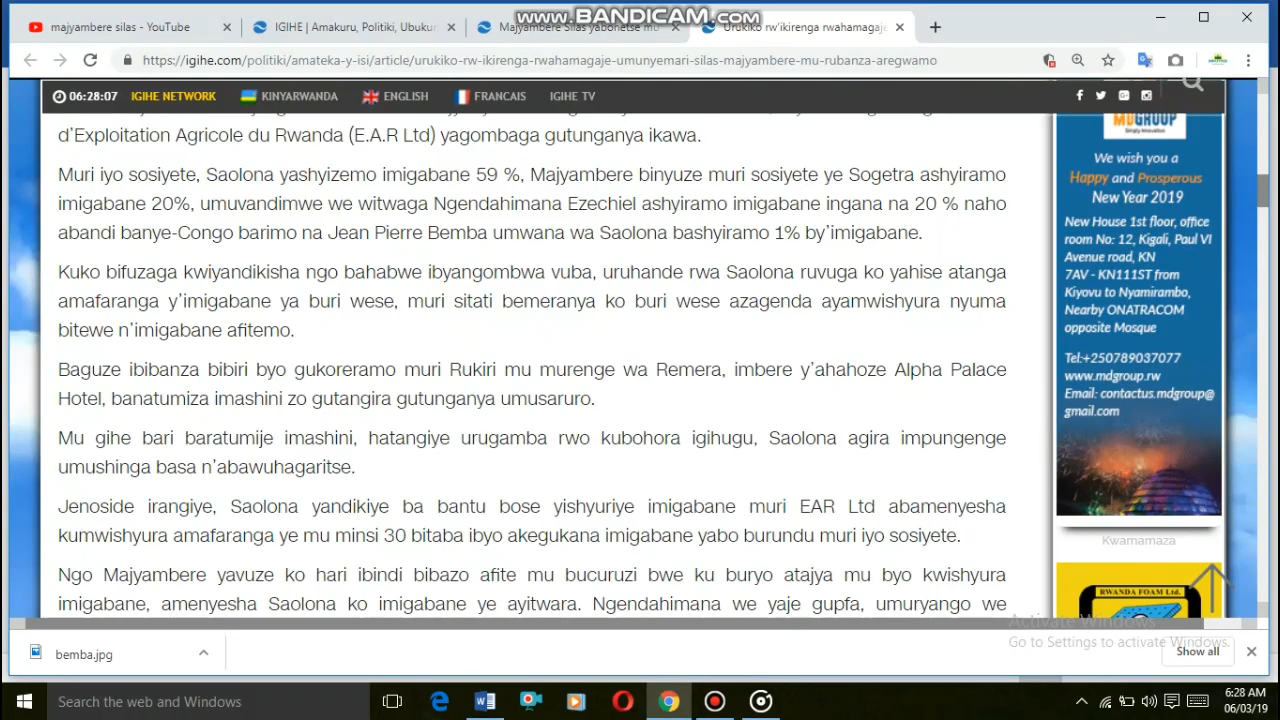 www.BANDICAM.com
majyambere silas - YouTube
IGIHE | Amakuru, Politiki, Ubukun
Majyambere Silas yabonetse mu
Urukiko rw'ikirenga rwahamagaje
https://igihe.com/politiki/amateka-y-isi/article/urukiko-rw-ikirenga-rwahamagaje-umunyemari-silas-majyambere-mu-rubanza-aregwamo
06:28:07 IGIHE NETWORK KINYARWANDA ENGLISH FRANCAIS IGIHE TV
d'Exploitation Agricole du Rwanda (E.A.R Ltd) yagombaga gutunganya ikawa.
Muri iyo sosiyete, Saolona yashyizemo imigabane 59 %, Majyambere binyuze muri sosiyete ye Sogetra ashyiramo
imigabane 20%, umuvandimwe we witwaga Ngendahimana Ezechiel ashyiramo imigabane ingana na 20 % naho
abandi banye-Congo barimo na Jean Pierre Bemba umwana wa Saolona bashyiramo 1% by'imigabane.
Kuko bifuzaga kwiyandikisha ngo bahabwe ibyangombwa vuba, uruhande rwa Saolona ruvuga ko yahise atanga
amafaranga y'imigabane ya buri wese, muri sitati bemeranya ko buri wese azagenda ayamwishyura nyuma
bitewe n'imigabane afitemo.
Baguze ibibanza bibiri byo gukoreramo muri Rukiri mu murenge wa Remera, imbere y'ahahoze Alpha Palace
Hotel, banatumiza imashini zo gutangira gutunganya umusaruro.
Mu gihe bari baratumije imashini, hatangiye urugamba rwo kubohora igihugu, Saolona agira impungenge
umushinga basa n'abawuhagaritse.
Jenoside irangiye, Saolona yandikiye ba bantu bose yishyuriye imigabane muri EAR Ltd abamenyesha
kumwishyura amafaranga ye mu minsi 30 bitaba ibyo akegukana imigabane yabo burundu muri iyo sosiyete.
Ngo Majyambere yavuze ko hari ibindi bibazo afite mu bucuruzi bwe ku buryo atajya mu byo kwishyura
imigabane, amenyesha Saolona ko imigabane ye ayitwara. Ngendahimana we yaje gupfa, umuryango we
MDGROUP
Simply Innovation
We wish you a
Happy and Prosperous
New Year 2019
New House 1st floor, office
room No: 12, Kigali, Paul VI
Avenue road, KN
7AV - KN111ST from
Kiyovu to Nyamirambo,
Nearby ONATRACOM
opposite Mosque
Tel:+250789037077
www.mdgroup.rw
Email: contactus.mdgroup@
gmail.com
Kwamamaza
RWANDA FOAM Ltd.
Activate Windows
Go to Settings to activate Windows.
bemba.jpg
Show all
Search the web and Windows
6:28 AM
06/03/19